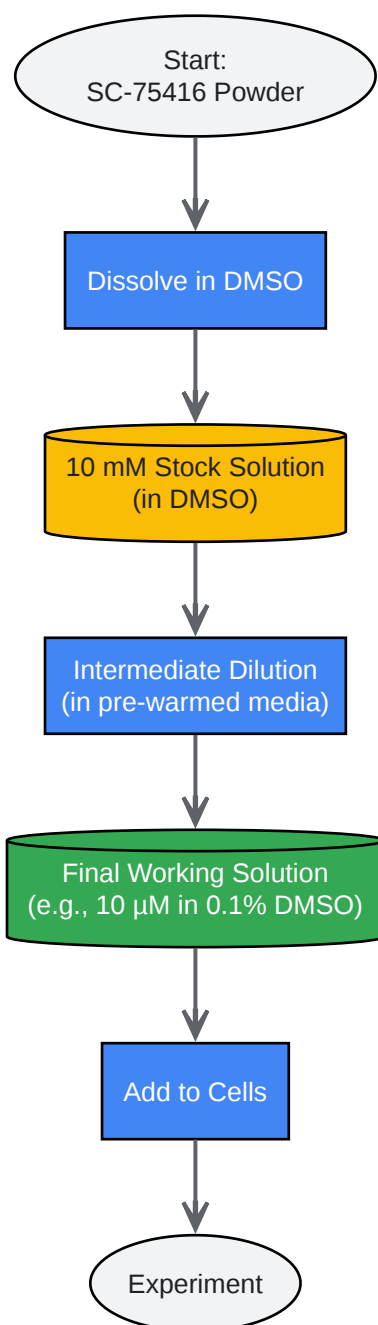 Start:
SC-75416 Powder
Dissolve in DMSO
10 mM Stock Solution
(in DMSO)
Intermediate Dilution
(in pre-warmed media)
Final Working Solution
(e.g., 10 µM in 0.1% DMSO)
Add to Cells
Experiment